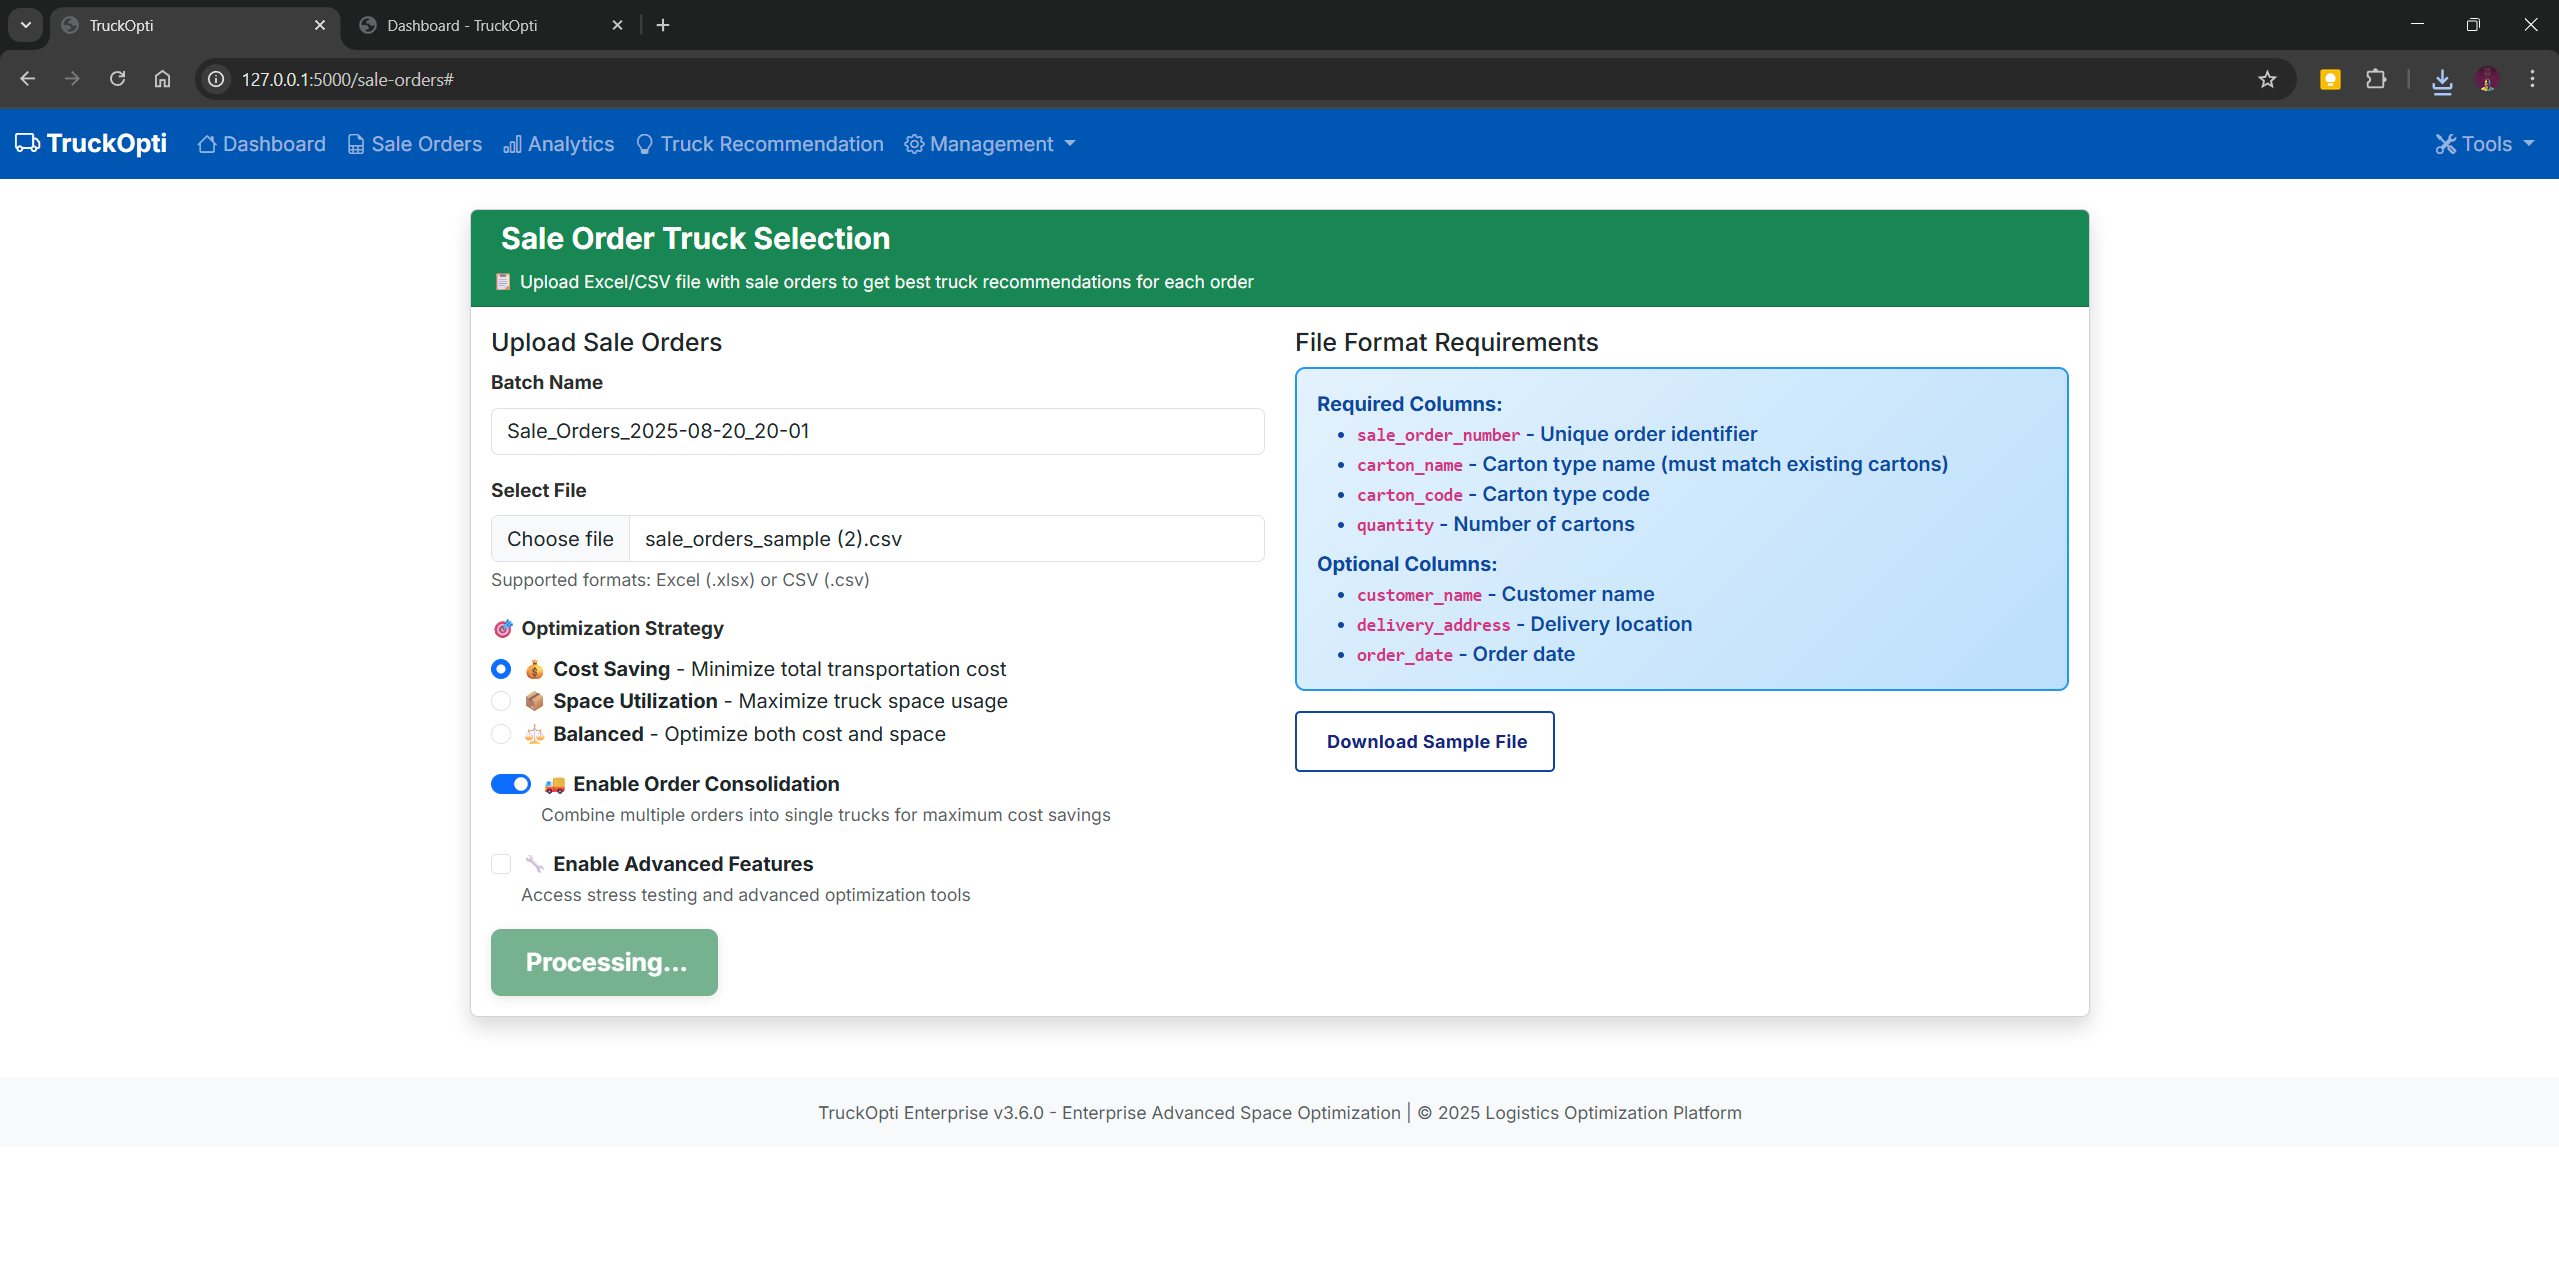 TruckOpti
Dashboard - TruckOpti
127.0.0.1:5000/sale-orders#
TruckOpti
Dashboard
Sale Orders
Analytics
Truck Recommendation
Management
Tools
Sale Order Truck Selection
Upload Excel/CSV file with sale orders to get best truck recommendations for each order
Upload Sale Orders
Batch Name
Sale_Orders_2025-08-20_20-01
Select File
Choose file sale_orders_sample (2).csv
Supported formats: Excel (.xlsx) or CSV (.csv)
Optimization Strategy
Cost Saving - Minimize total transportation cost
Space Utilization - Maximize truck space usage
Balanced - Optimize both cost and space
Enable Order Consolidation
Combine multiple orders into single trucks for maximum cost savings
Enable Advanced Features
Access stress testing and advanced optimization tools
Processing...
File Format Requirements
Required Columns:
sale_order_number - Unique order identifier
carton_name - Carton type name (must match existing cartons)
carton_code - Carton type code
quantity - Number of cartons
Optional Columns:
customer_name - Customer name
delivery_address - Delivery location
order_date - Order date
Download Sample File
TruckOpti Enterprise v3.6.0 - Enterprise Advanced Space Optimization | © 2025 Logistics Optimization Platform